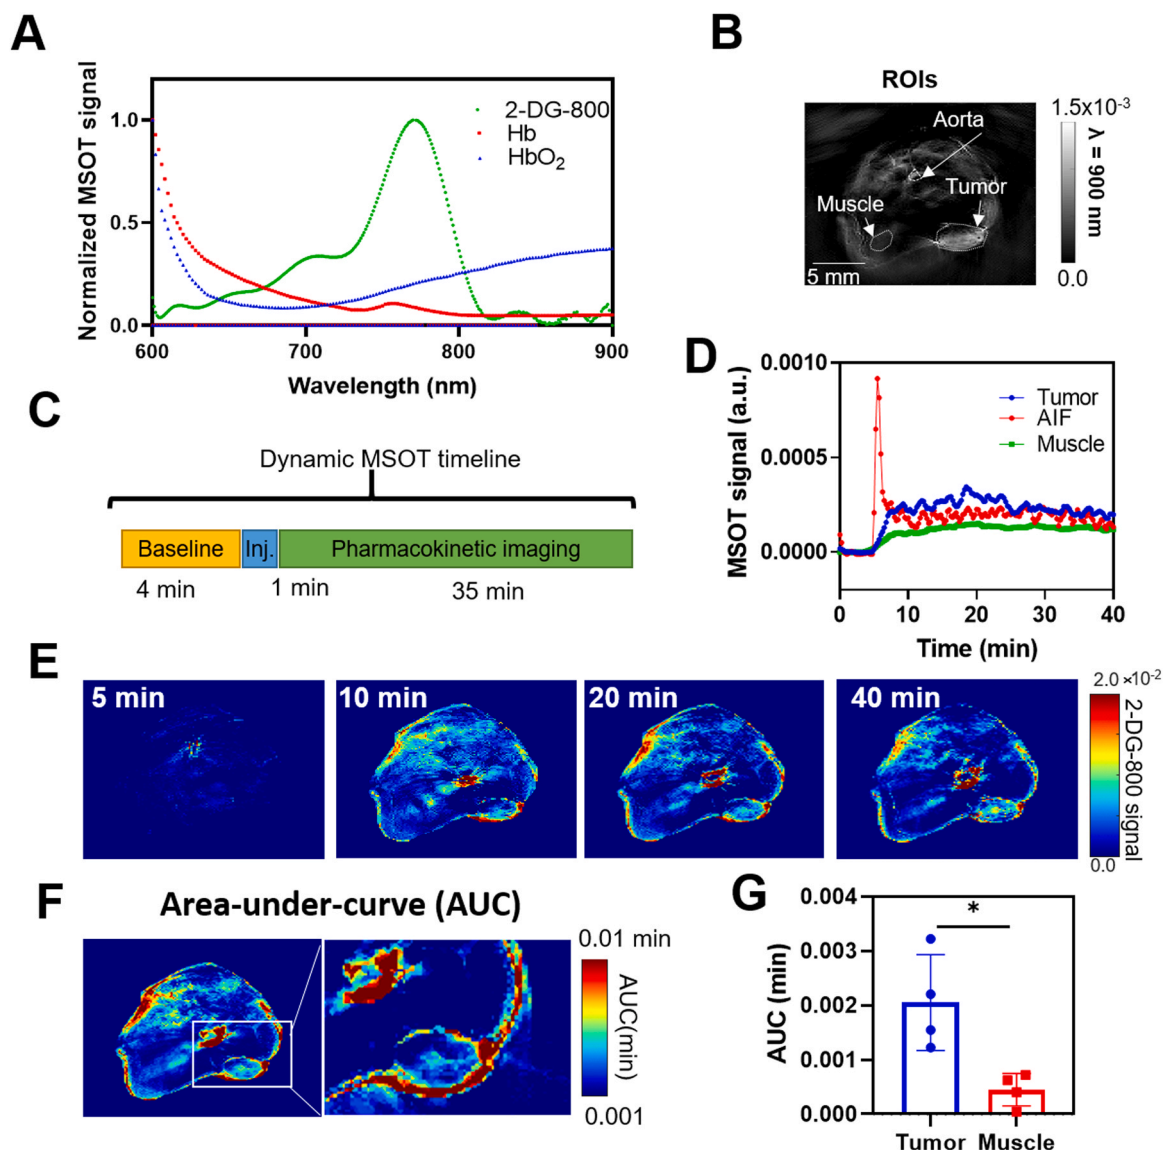 A
Normalized MSOT signal
1.0
0.5
0.0
600
700
800
900
Wavelength (nm)
2-DG-800
Hb
HbO₂
B
ROIs
Aorta
Tumor
Muscle
5 mm
1.5x10⁻³
λ = 900 nm
0.0
C
Dynamic MSOT timeline
Baseline
Inj.
Pharmacokinetic imaging
4 min
1 min
35 min
D
MSOT signal (a.u.)
0.0010
0.0005
0.0000
0
10
20
30
40
Time (min)
Tumor
AIF
Muscle
E
5 min
10 min
20 min
40 min
2.0 ×10⁻²
2-DG-800 signal
0.0
F
Area-under-curve (AUC)
0.01 min
AUC(min)
0.001
G
AUC (min)
0.004
0.003
0.002
0.001
0.000
*
Tumor
Muscle